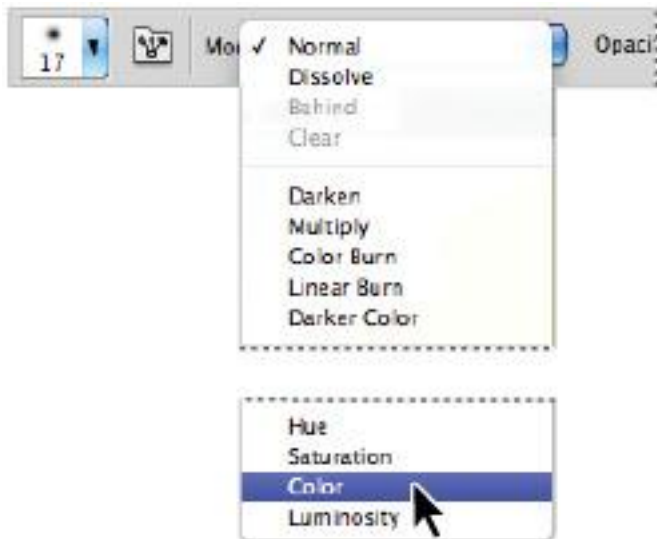 17 Mo Opaci
✓ Normal
Dissolve
Behind
Clear
Darken
Multiply
Color Burn
Linear Burn
Darker Color
Hue
Saturation
Color
Luminosity